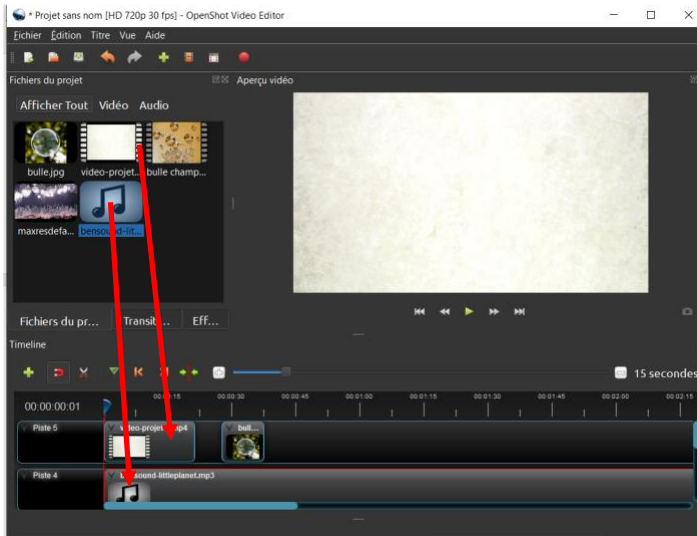 * Projet sans nom [HD 720p 30 fps] - OpenShot Video Editor
Fichier Édition Titre Vue Aide
Fichiers du projet
Aperçu vidéo
Afficher Tout Vidéo Audio
bulle.jpg video-projet... bulle champ...
maxresdefa... bensound-lit...
Fichiers du pr... Transit... Eff...
Timeline
15 secondes
00:00:00:01
00:00:15 00:00:30 00:00:45 00:01:00 00:01:15 00:01:30 00:01:45 00:02:00 00:02:15
Piste 5 bull...
Piste 4 bensound-littleplanet.mp3